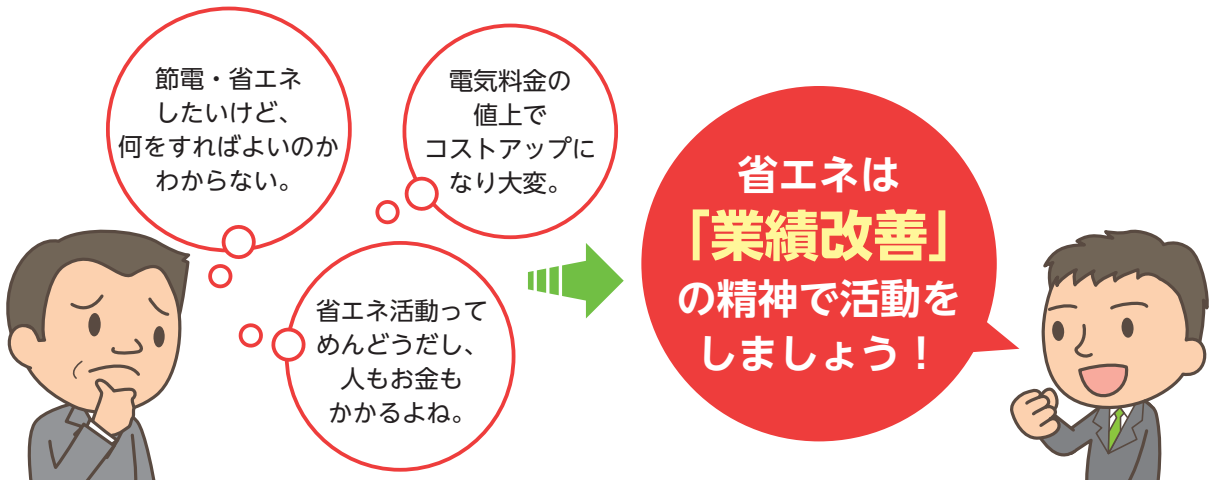 節電・省エネ
したいけど、
何をすればよいのか
わからない。
電気料金の
値上で
コストアップに
なり大変。
省エネ活動って
めんどうだし、
人もお金も
かかるよね。
省エネは
「業績改善」
の精神で活動を
しましょう！